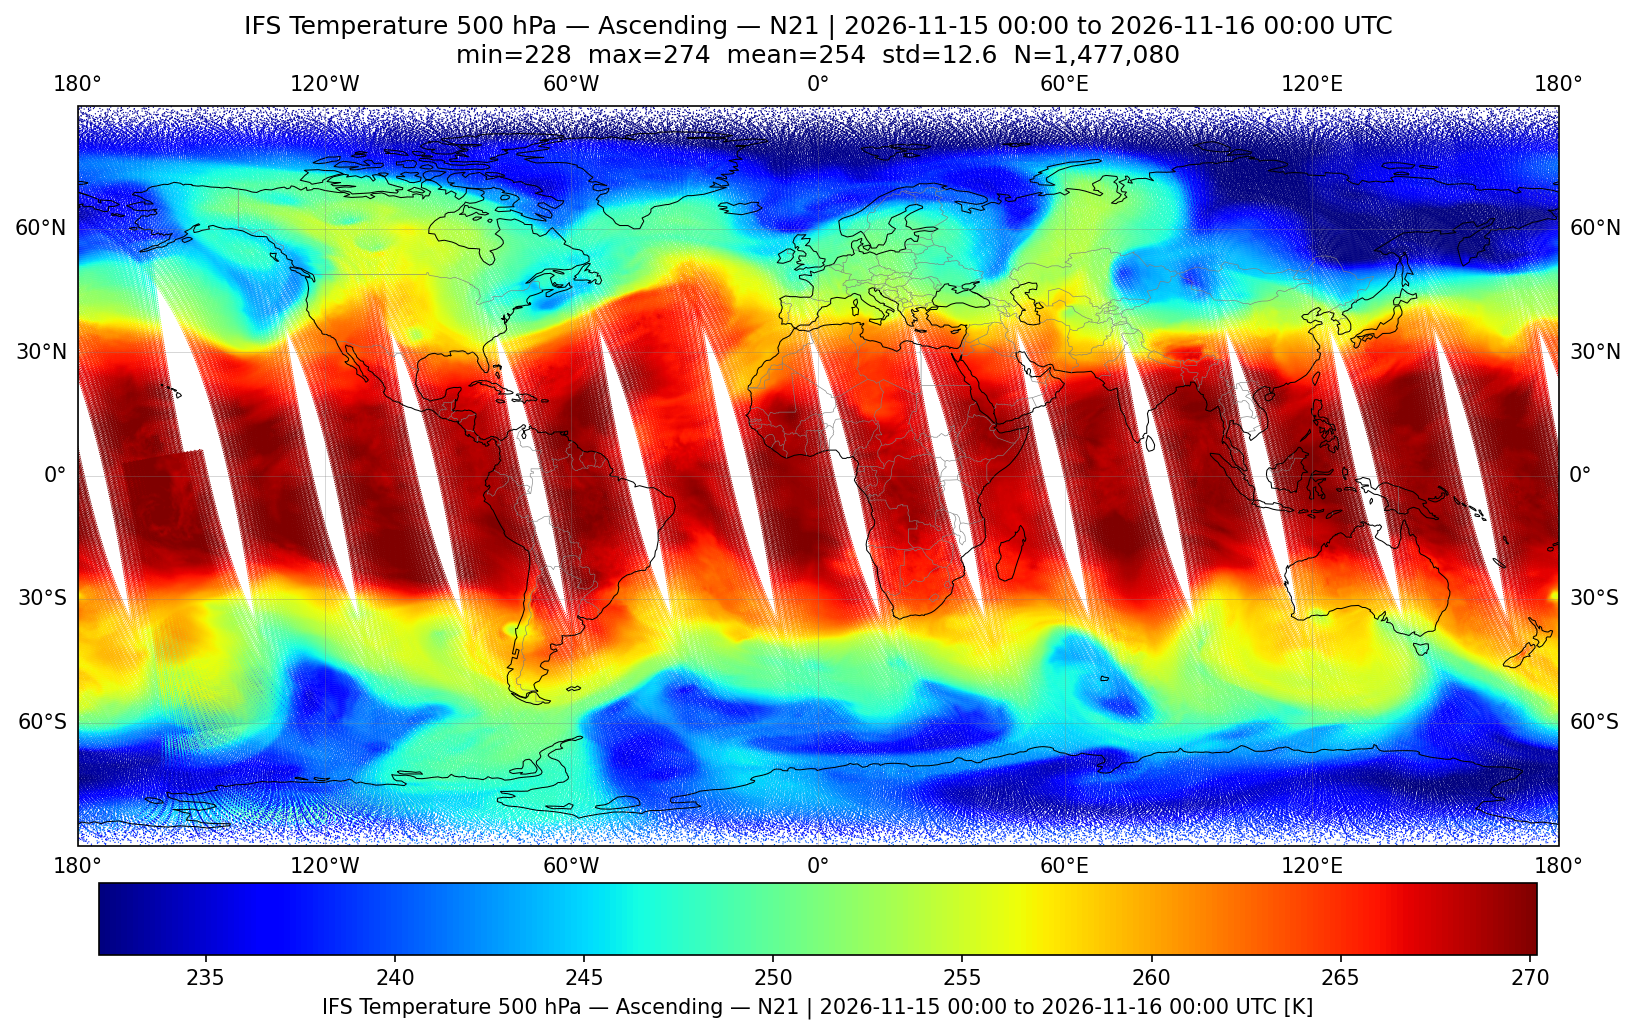 IFS Temperature 500 hPa — Ascending — N21 | 2026-11-15 00:00 to 2026-11-16 00:00 UTC
min=228  max=274  mean=254  std=12.6  N=1,477,080
180° 120°W 60°W 0° 60°E 120°E 180°
60°N 60°N
30°N 30°N
0° 0°
30°S 30°S
60°S 60°S
180° 120°W 60°W 0° 60°E 120°E 180°
235 240 245 250 255 260 265 270
IFS Temperature 500 hPa — Ascending — N21 | 2026-11-15 00:00 to 2026-11-16 00:00 UTC [K]